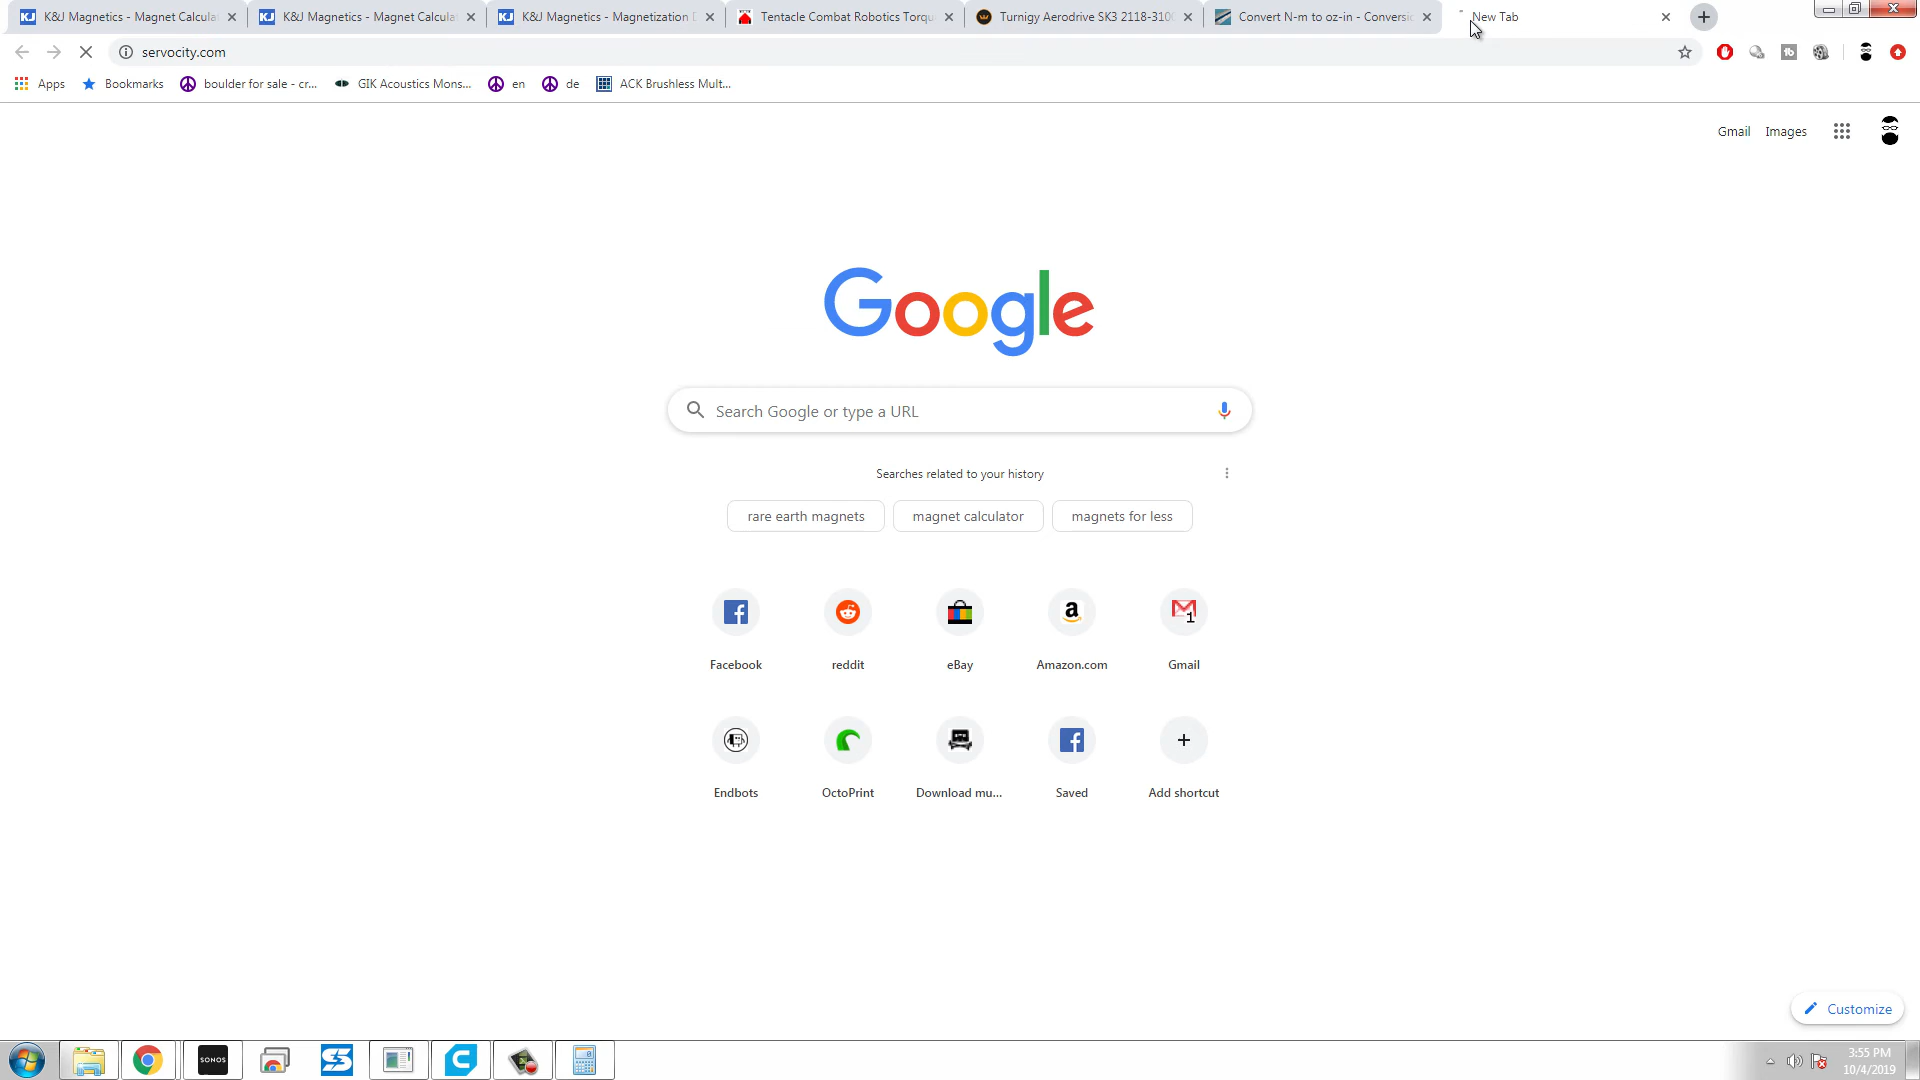 K&J Magnetics - Magnet Calcula
K&J Magnetics - Magnet Calcula
K&J Magnetics - Magnetization D
Tentacle Combat Robotics Torqu
Turnigy Aerodrive SK3 2118-3100
Convert N-m to oz-in - Conversio
New Tab
servocity.com
Apps
Bookmarks
boulder for sale - cr...
GIK Acoustics Mons...
en
de
ACK Brushless Mult...
Gmail
Images
Google
Search Google or type a URL
Searches related to your history
rare earth magnets
magnet calculator
magnets for less
Facebook
reddit
eBay
Amazon.com
Gmail
Endbots
OctoPrint
Download mu...
Saved
Add shortcut
Customize
SONOS
3:55 PM
10/4/2019